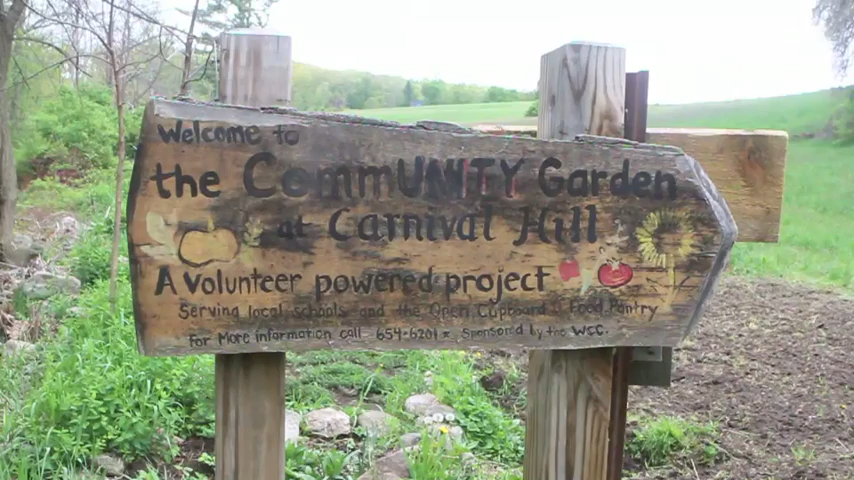 Welcome to
the CommUNITY Garden
at Carnival Hill
A Volunteer powered project
Serving local schools and the Open Cupboard Food Pantry
For More information call 654-6201 Sponsored by the WSC.